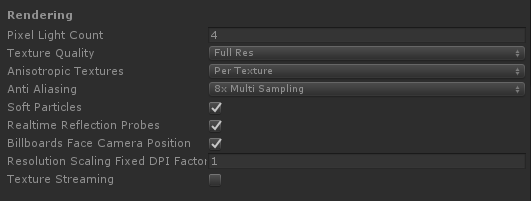 Rendering
Pixel Light Count 4
Texture Quality Full Res
Anisotropic Textures Per Texture
Anti Aliasing 8x Multi Sampling
Soft Particles
Realtime Reflection Probes
Billboards Face Camera Position
Resolution Scaling Fixed DPI Factor 1
Texture Streaming